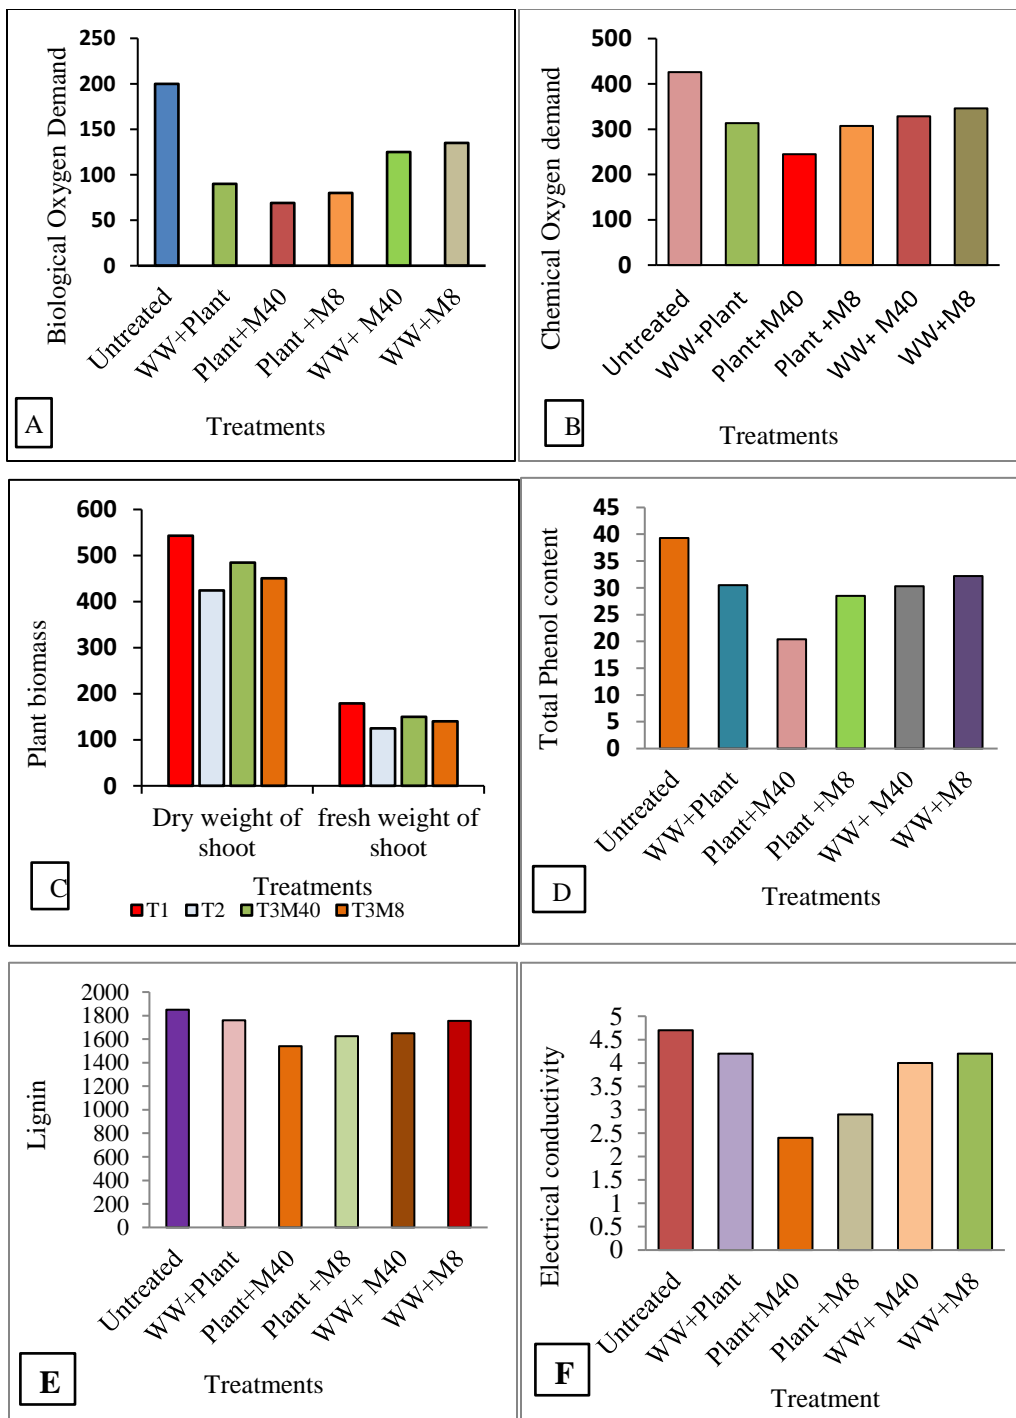 Biological Oxygen Demand
250
200
150
100
50
0
Untreated
WW+Plant
Plant+M40
Plant +M8
WW+ M40
WW+M8
Treatments
A
Chemical Oxygen demand
500
400
300
200
100
0
Untreated
WW+Plant
Plant+M40
Plant +M8
WW+ M40
WW+M8
Treatments
B
Plant biomass
600
500
400
300
200
100
0
Dry weight of
shoot
fresh weight of
shoot
Treatments
T1 T2 T3M40 T3M8
C
Total Phenol content
45
40
35
30
25
20
15
10
5
0
Untreated
WW+Plant
Plant+M40
Plant +M8
WW+ M40
WW+M8
Treatments
D
Lignin
2000
1800
1600
1400
1200
1000
800
600
400
200
0
Untreated
WW+Plant
Plant+M40
Plant +M8
WW+ M40
WW+M8
Treatments
E
Electrical conductivity
5
4.5
4
3.5
3
2.5
2
1.5
1
0.5
0
Untreated
WW+Plant
Plant+M40
Plant +M8
WW+ M40
WW+M8
Treatment
F